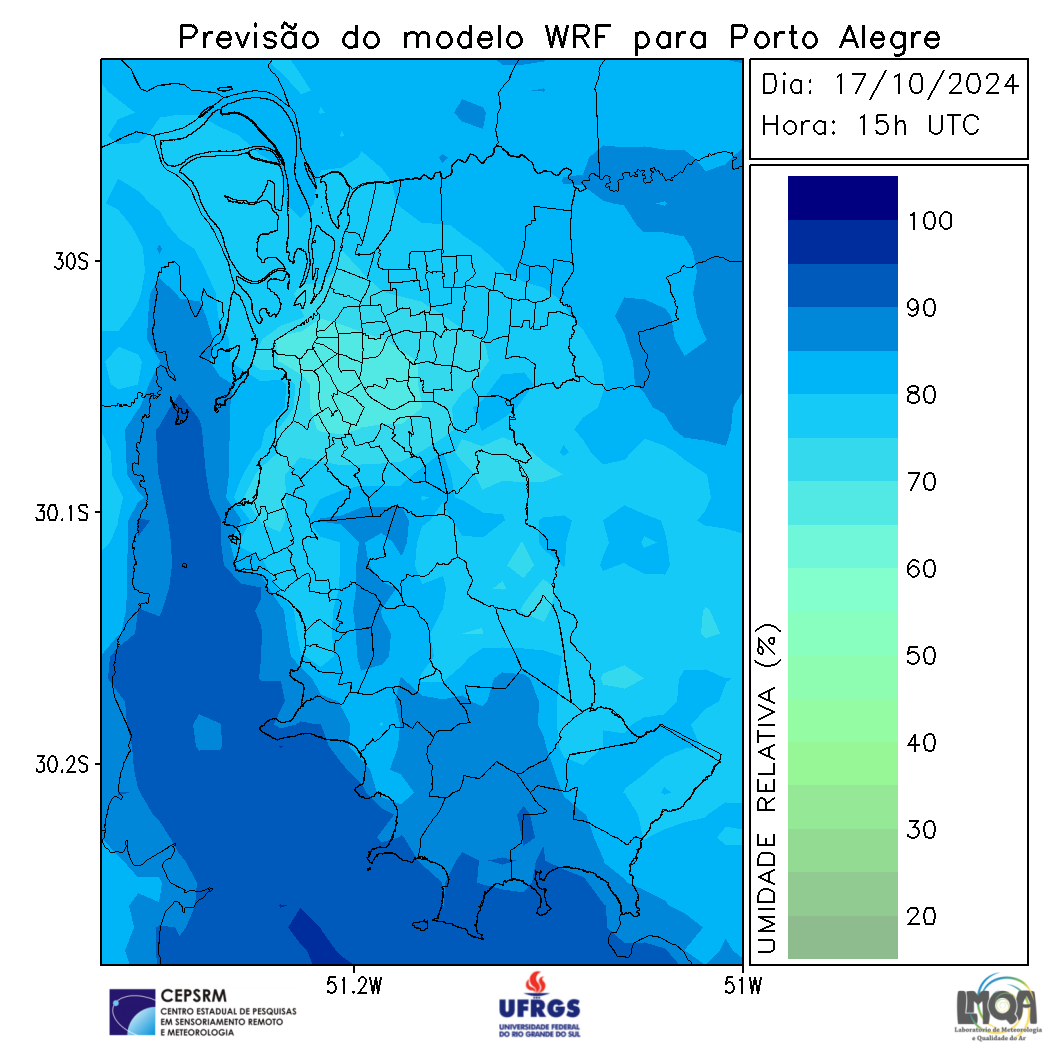 Previsão do modelo WRF para Porto Alegre
Dia: 17/10/2024
Hora: 15h UTC
100
90
80
70
60
50
40
30
20
UMIDADE RELATIVA (%)
30S
30.1S
30.2S
51.2W
51W
CEPSRM
CENTRO ESTADUAL DE PESQUISAS
EM SENSORIAMENTO REMOTO
E METEOROLOGIA
UFRGS
UNIVERSIDADE FEDERAL
DO RIO GRANDE DO SUL
LMQA
Laboratório de Meteorologia
e Qualidade do Ar